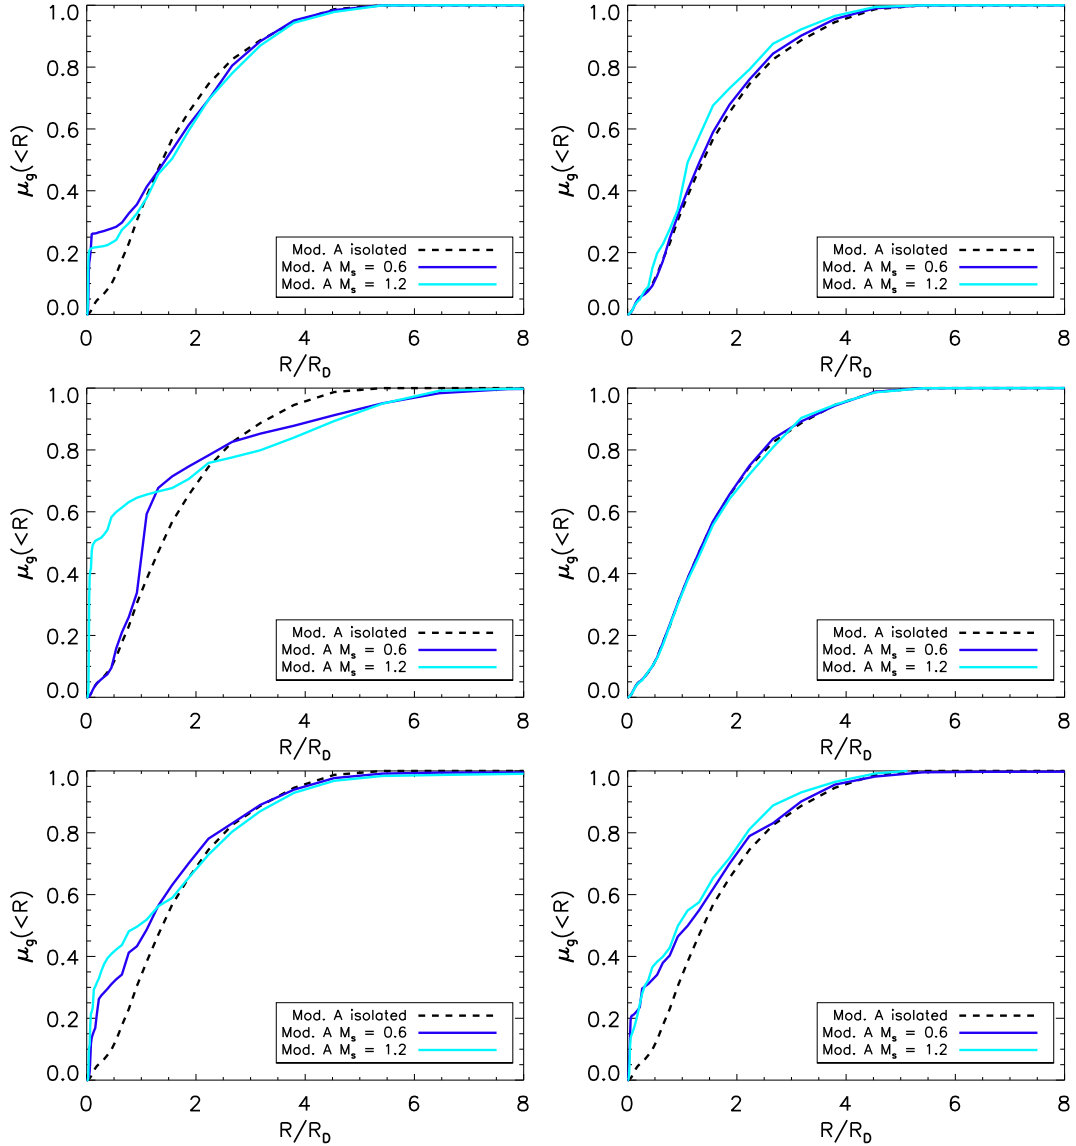 1.0
0.8
0.6
0.4
0.2
0.0
μg(<R)
Mod. A isolated
Mod. A Ms = 0.6
Mod. A Ms = 1.2
0 2 4 6 8
R/RD
1.0
0.8
0.6
0.4
0.2
0.0
μg(<R)
Mod. A isolated
Mod. A Ms = 0.6
Mod. A Ms = 1.2
0 2 4 6 8
R/RD
1.0
0.8
0.6
0.4
0.2
0.0
μg(<R)
Mod. A isolated
Mod. A Ms = 0.6
Mod. A Ms = 1.2
0 2 4 6 8
R/RD
1.0
0.8
0.6
0.4
0.2
0.0
μg(<R)
Mod. A isolated
Mod. A Ms = 0.6
Mod. A Ms = 1.2
0 2 4 6 8
R/RD
1.0
0.8
0.6
0.4
0.2
0.0
μg(<R)
Mod. A isolated
Mod. A Ms = 0.6
Mod. A Ms = 1.2
0 2 4 6 8
R/RD
1.0
0.8
0.6
0.4
0.2
0.0
μg(<R)
Mod. A isolated
Mod. A Ms = 0.6
Mod. A Ms = 1.2
0 2 4 6 8
R/RD